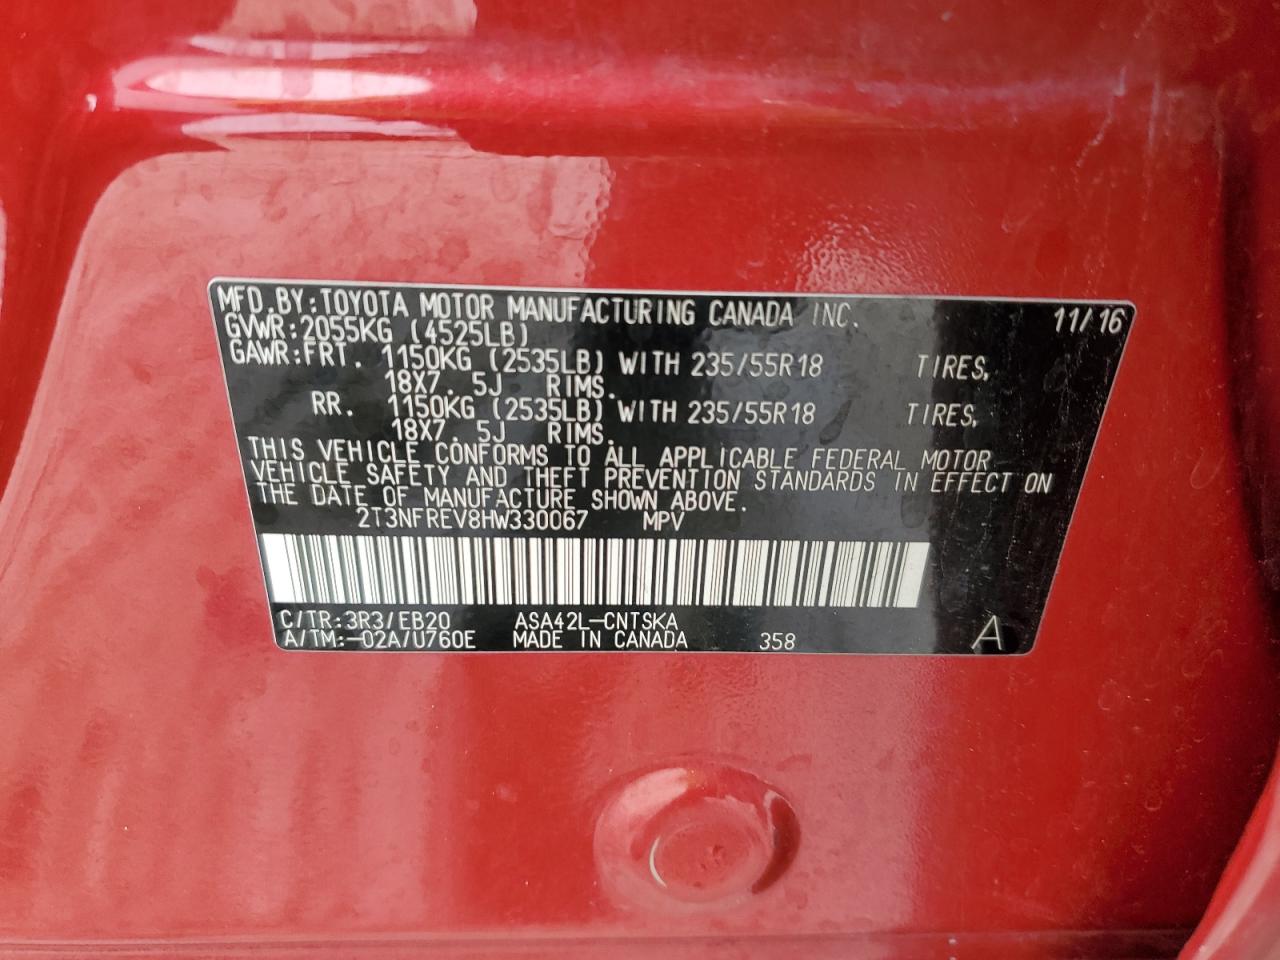 MFD.BY:TOYOTA MOTOR MANUFACTURING CANADA INC. 11/16
GVWR:2055KG (4525LB)
GAWR:FRT. 1150KG (2535LB) WITH 235/55R18 TIRES,
18X7.5J RIMS.
RR. 1150KG (2535LB) WITH 235/55R18 TIRES,
18X7.5J RIMS.
THIS VEHICLE CONFORMS TO ALL APPLICABLE FEDERAL MOTOR
VEHICLE SAFETY AND THEFT PREVENTION STANDARDS IN EFFECT ON
THE DATE OF MANUFACTURE SHOWN ABOVE.
2T3NFREV8HW330067 MPV
C/TR:3R3/EB20 ASA42L-CNTSKA
A/TM:-02A/U760E MADE IN CANADA 358 A